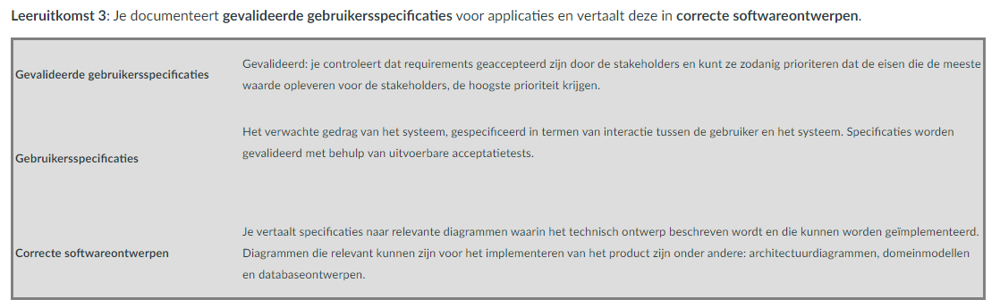 Leeruitkomst 3: Je documenteert gevalideerde gebruikersspecificaties voor applicaties en vertaalt deze in correcte softwareontwerpen.
Gevalideerde gebruikersspecificaties
Gevalideerd: je controleert dat requirements geaccepteerd zijn door de stakeholders en kunt ze zodanig prioriteren dat de eisen die de meeste
waarde opleveren voor de stakeholders, de hoogste prioriteit krijgen.
Gebruikersspecificaties
Het verwachte gedrag van het systeem, gespecificeerd in termen van interactie tussen de gebruiker en het systeem. Specificaties worden
gevalideerd met behulp van uitvoerbare acceptatietests.
Correcte softwareontwerpen
Je vertaalt specificaties naar relevante diagrammen waarin het technisch ontwerp beschreven wordt en die kunnen worden geïmplementeerd.
Diagrammen die relevant kunnen zijn voor het implementeren van het product zijn onder andere: architectuurdiagrammen, domeinmodellen
en databaseontwerpen.